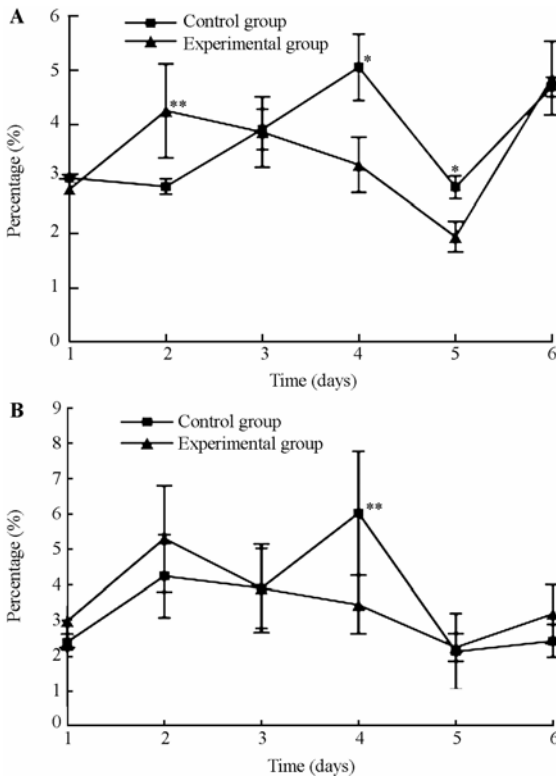 A
6
5
4
3
2
1
0
Percentage (%)
Control group
Experimental group
**
*
*
1 2 3 4 5 6
Time (days)
B
9
8
7
6
5
4
3
2
1
0
Percentage (%)
Control group
Experimental group
**
1 2 3 4 5 6
Time (days)